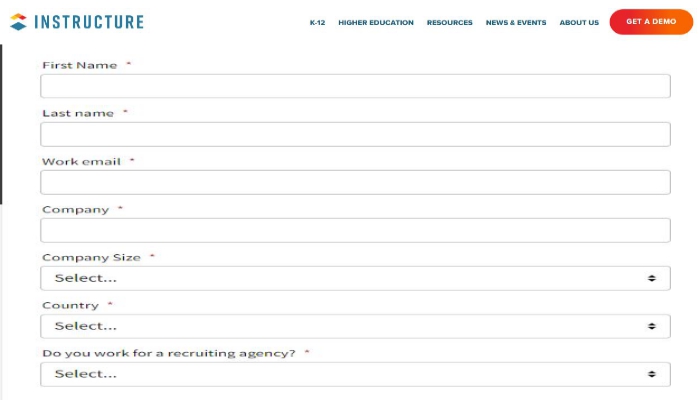 INSTRUCTURE K-12 HIGHER EDUCATION RESOURCES NEWS & EVENTS ABOUT US GET A DEMO
First Name *
Last name *
Work email *
Company *
Company Size *
Select...
Country *
Select...
Do you work for a recruiting agency? *
Select...